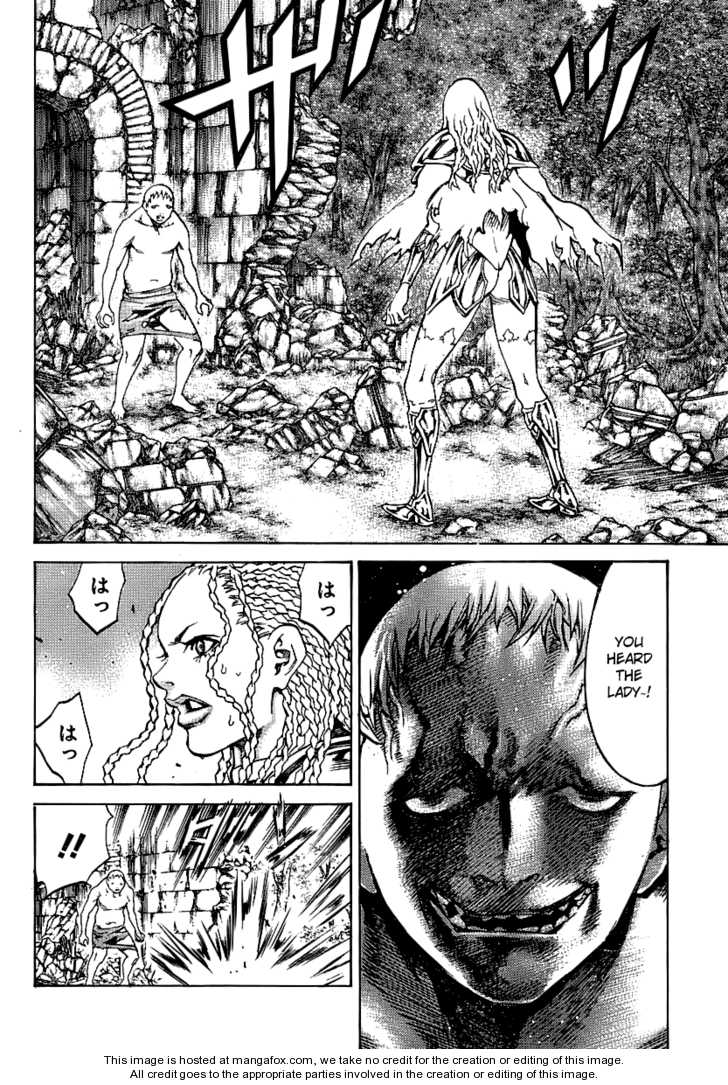 YOU
HEARD
THE
LADY~!
はっ
はっ
はっ
!!
This image is hosted at mangafox.com, we take no credit for the creation or editing of this image.
All credit goes to the appropriate parties involved in the creation or editing of this image.